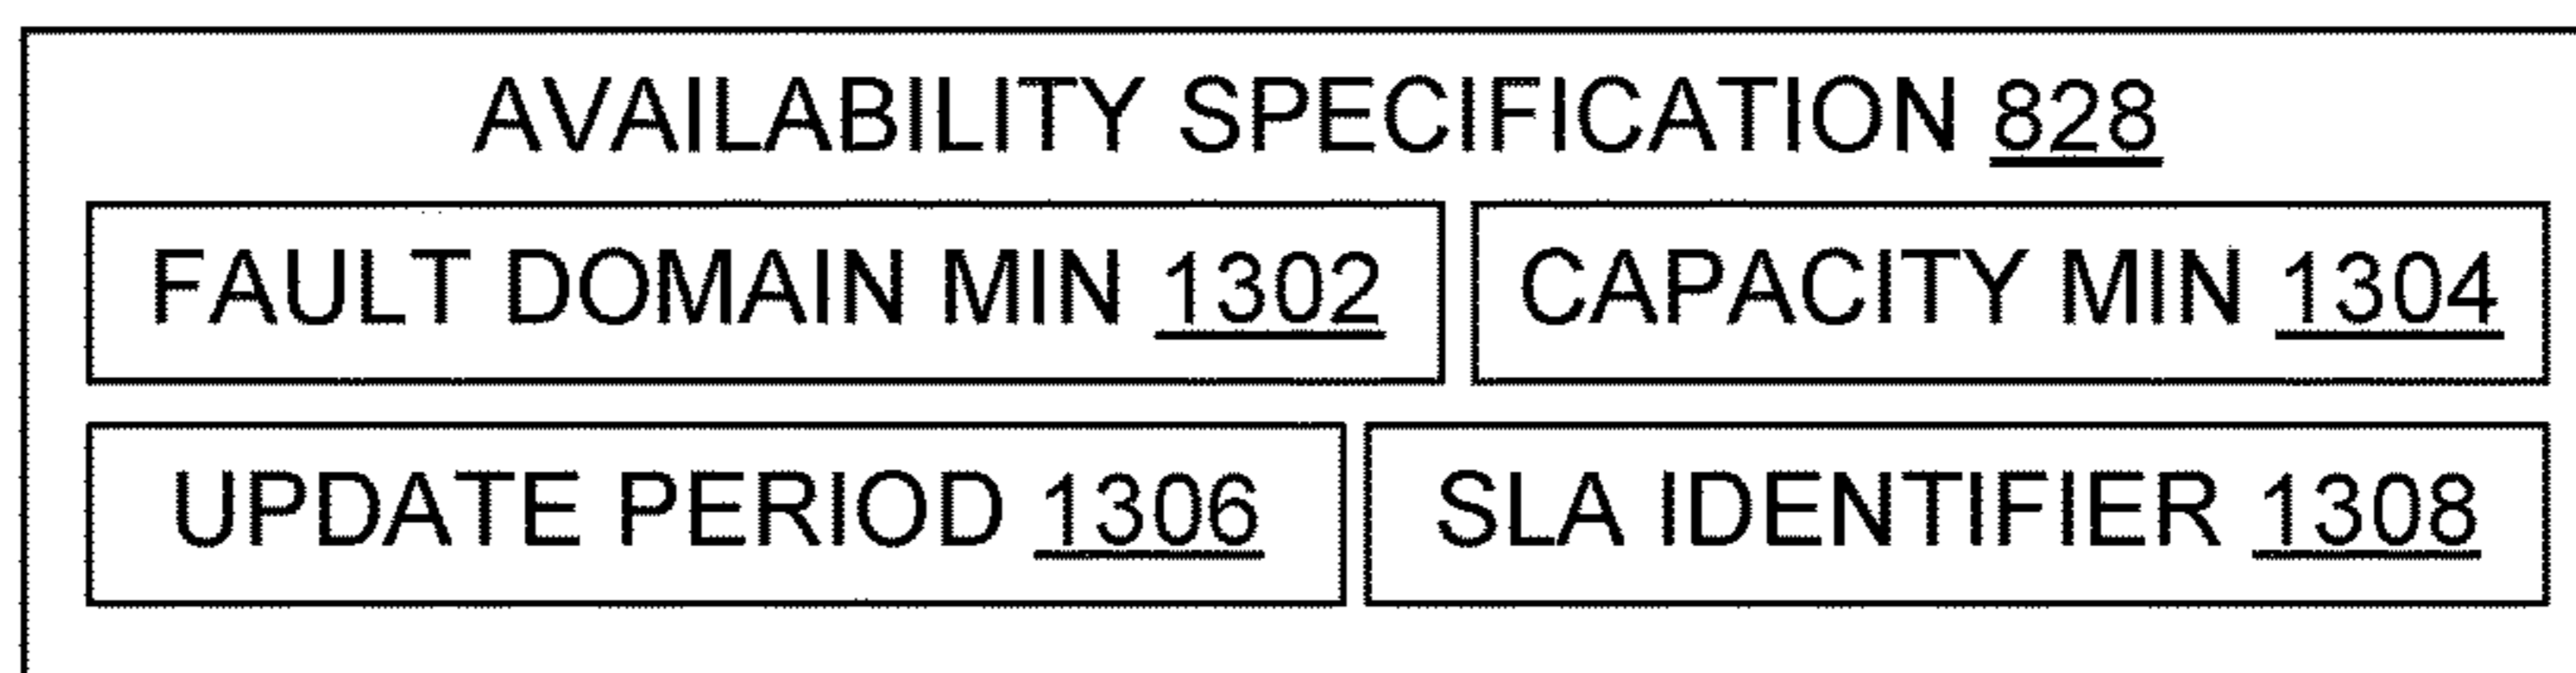 AVAILABILITY SPECIFICATION 828
FAULT DOMAIN MIN 1302 CAPACITY MIN 1304
UPDATE PERIOD 1306 SLA IDENTIFIER 1308